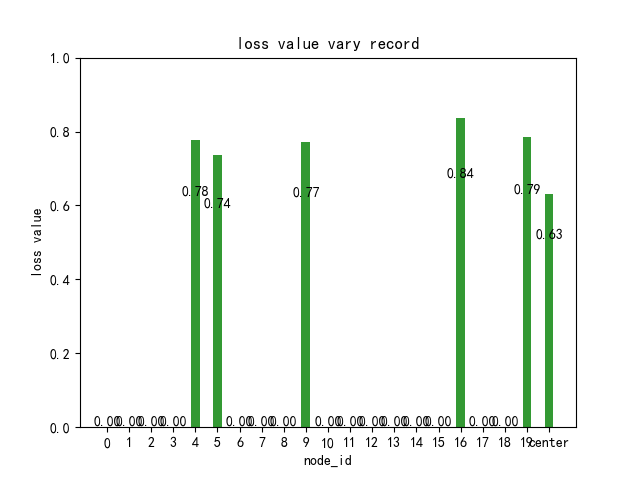 loss value vary record
1.0
0.8
0.6
0.4
0.2
0.0
loss value
0.00 0.00 0.00 0.00 0.78 0.74 0.00 0.00 0.00 0.77 0.00 0.00 0.00 0.00 0.00 0.00 0.84 0.00 0.00 0.79 0.63
0 1 2 3 4 5 6 7 8 9 10 11 12 13 14 15 16 17 18 19 center
node_id